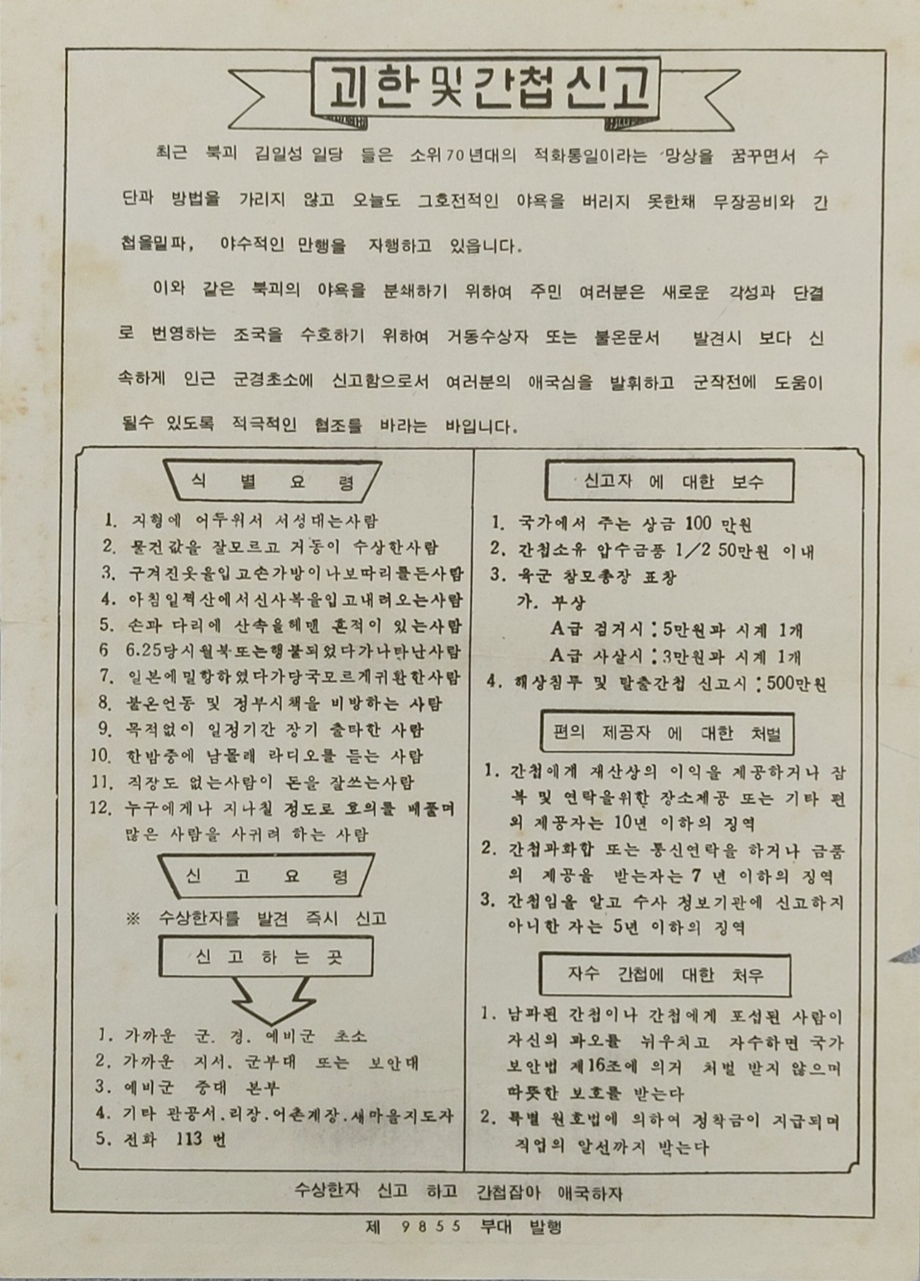 괴한 및 간첩 신고
최근 북괴 김일성 일당 들은 소위 70년대의 적화통일이라는 망상을 꿈꾸면서 수
단과 방법을 가리지 않고 오늘도 그호전적인 야욕을 버리지 못한채 무장공비와 간
첩을밀파, 야수적인 만행을 자행하고 있읍니다.
이와 같은 북괴의 야욕을 분쇄하기 위하여 주민 여러분은 새로운 각성과 단결
로 번영하는 조국을 수호하기 위하여 거동수상자 또는 불온문서 발견시 보다 신
속하게 인근 군경초소에 신고함으로서 여러분의 애국심을 발휘하고 군작전에 도움이
될수 있도록 적극적인 협조를 바라는 바입니다.
식 별 요 령
1. 지형에 어두워서 서성대는사람
2. 물건값을 잘모르고 거동이 수상한사람
3. 구겨진옷을입고손가방이나보따리를든사람
4. 아침일찍산에서신사복을입고내려오는사람
5. 손과 다리에 산속을헤맨 흔적이 있는사람
6 6.25당시월북또는행불되었다가나타난사람
7. 일본에밀항하였다가당국모르게귀환한사람
8. 불온언동 및 정부시책을 비방하는 사람
9. 목적없이 일정기간 장기 출타한 사람
10. 한밤중에 남몰래 라디오를 듣는 사람
11. 직장도 없는사람이 돈을 잘쓰는사람
12. 누구에게나 지나칠 정도로 호의를 베풀며
많은 사람을 사귀려 하는 사람
신 고 요 령
※ 수상한자를 발견 즉시 신고
신 고 하 는 곳
1. 가까운 군. 경. 예비군 초소
2. 가까운 지서. 군부대 또는 보안대
3. 예비군 중대 본부
4. 기타 관공서.리장.어촌계장.새마을지도자
5. 전화 113 번
신고자 에 대한 보수
1. 국가에서 주는 상금 100 만원
2. 간첩소유 압수금품 1/2 50만원 이내
3. 육군 참모총장 표창
가. 부상
A급 검거시 : 5만원과 시계 1개
A급 사살시 : 3만원과 시계 1개
4. 해상침투 및 탈출간첩 신고시 : 500만원
편의 제공자 에 대한 처벌
1. 간첩에게 재산상의 이익을 제공하거나 잠
복 및 연락을위한 장소제공 또는 기타 편
의 제공자는 10년 이하의 징역
2. 간첩과화합 또는 통신연락을 하거나 금품
의 제공을 받는자는 7 년 이하의 징역
3. 간첩임을 알고 수사 정보기관에 신고하지
아니한 자는 5년 이하의 징역
자수 간첩에 대한 처우
1. 남파된 간첩이나 간첩에게 포섭된 사람이
자신의 과오를 뉘우치고 자수하면 국가
보안법 제16조에 의거 처벌 받지 않으며
따뜻한 보호를 받는다
2. 특별 원호법에 의하여 정착금이 지급되며
직업의 알선까지 받는다
수상한자 신고 하고 간첩잡아 애국하자
제 9855 부대 발행